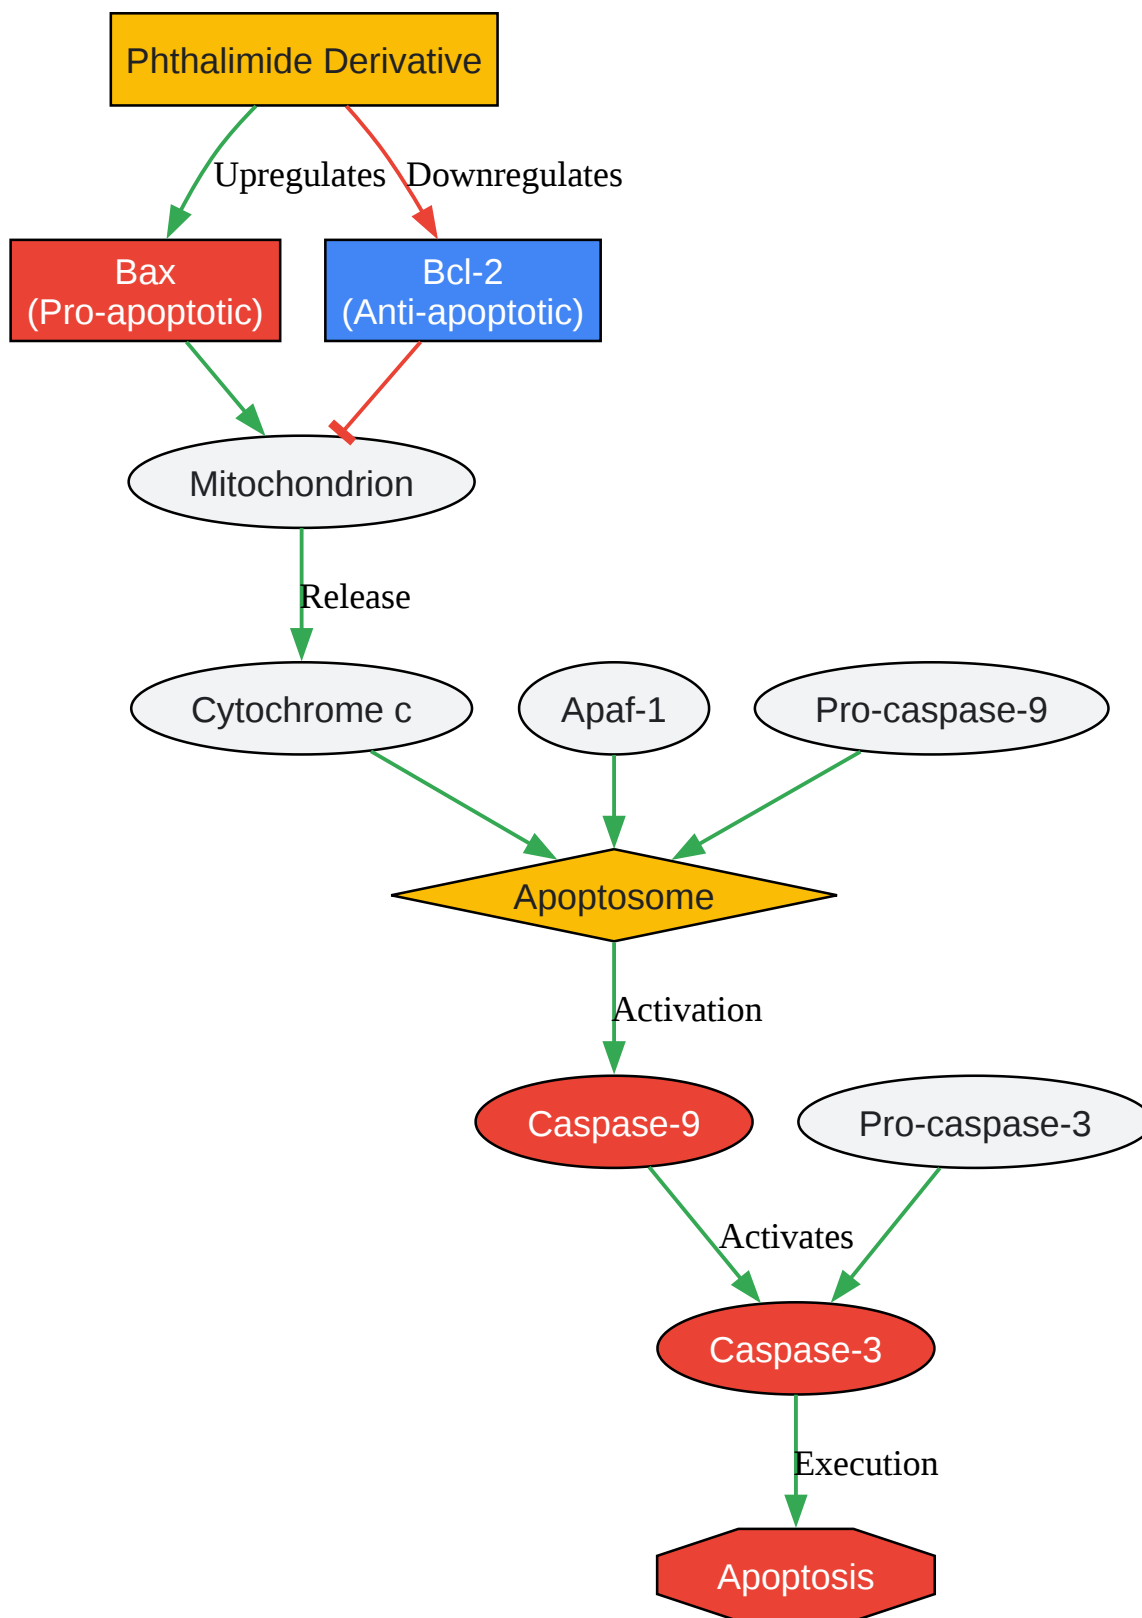 Phthalimide Derivative
Upregulates
Downregulates
Bax
(Pro-apoptotic)
Bcl-2
(Anti-apoptotic)
Mitochondrion
Release
Cytochrome c
Apaf-1
Pro-caspase-9
Apoptosome
Activation
Caspase-9
Pro-caspase-3
Activates
Caspase-3
Execution
Apoptosis